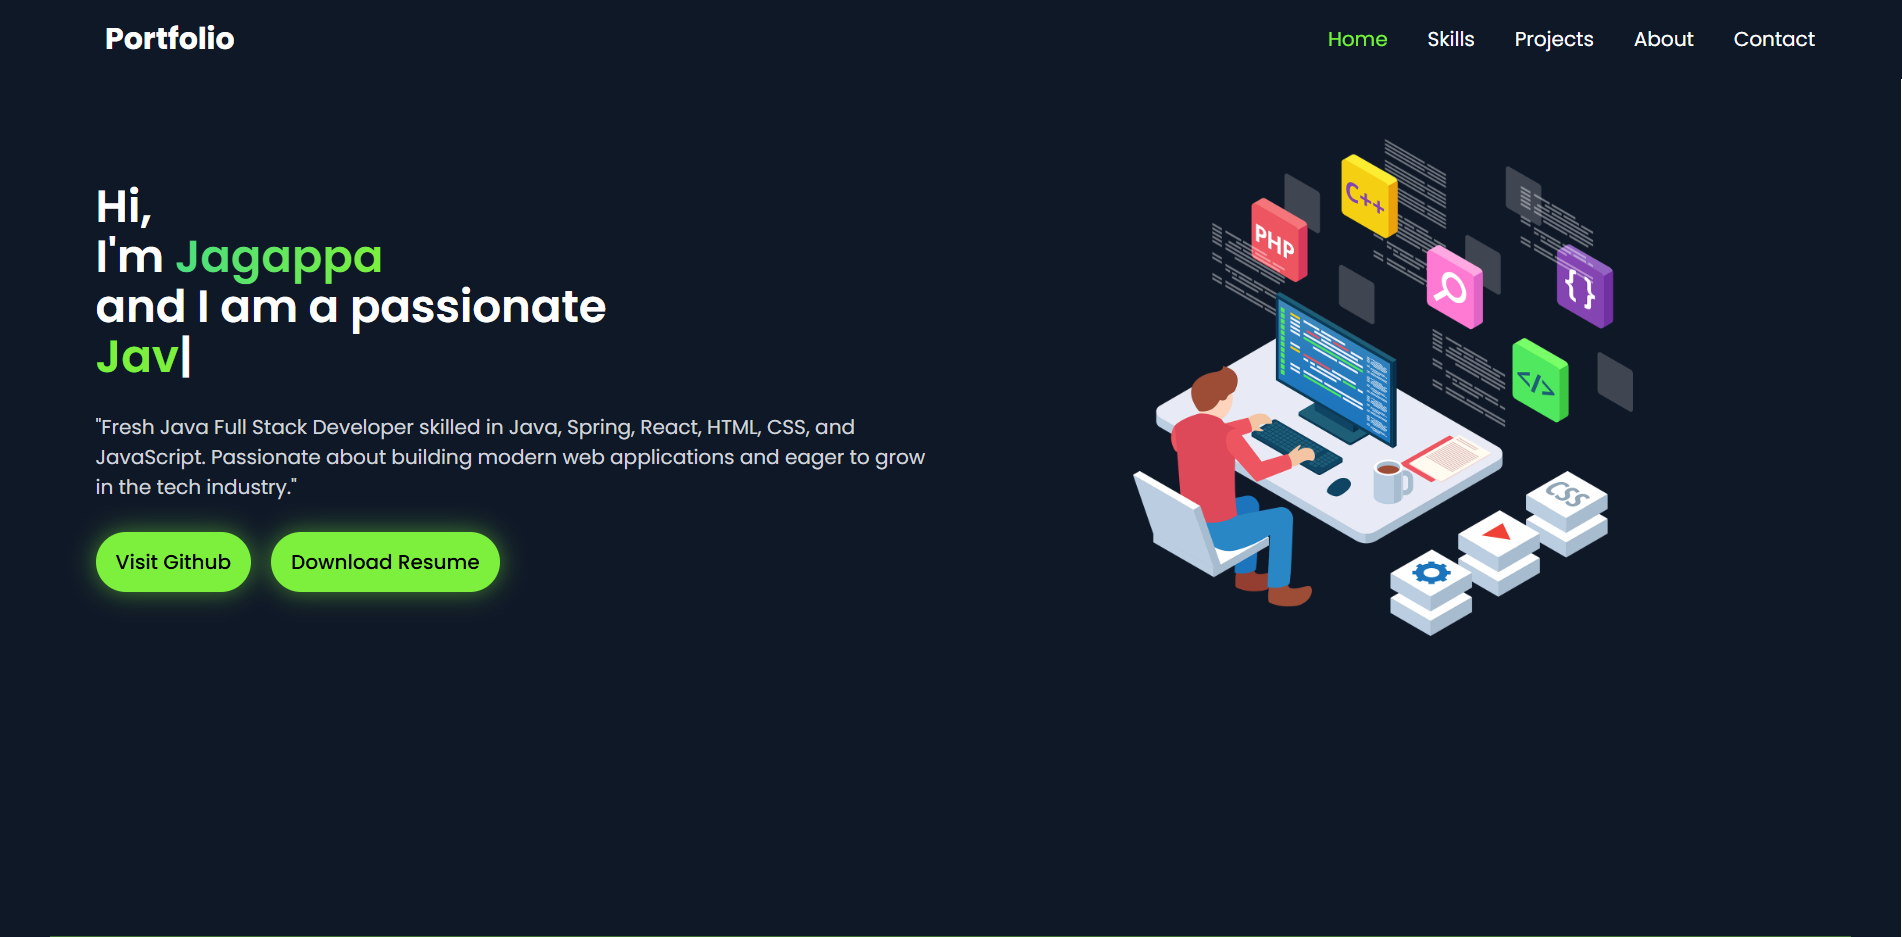 Portfolio
Home Skills Projects About Contact
Hi,
I'm Jagappa
and I am a passionate
Jav|
"Fresh Java Full Stack Developer skilled in Java, Spring, React, HTML, CSS, and
JavaScript. Passionate about building modern web applications and eager to grow
in the tech industry."
Visit Github Download Resume
C++
PHP
{ }
</>
CSS